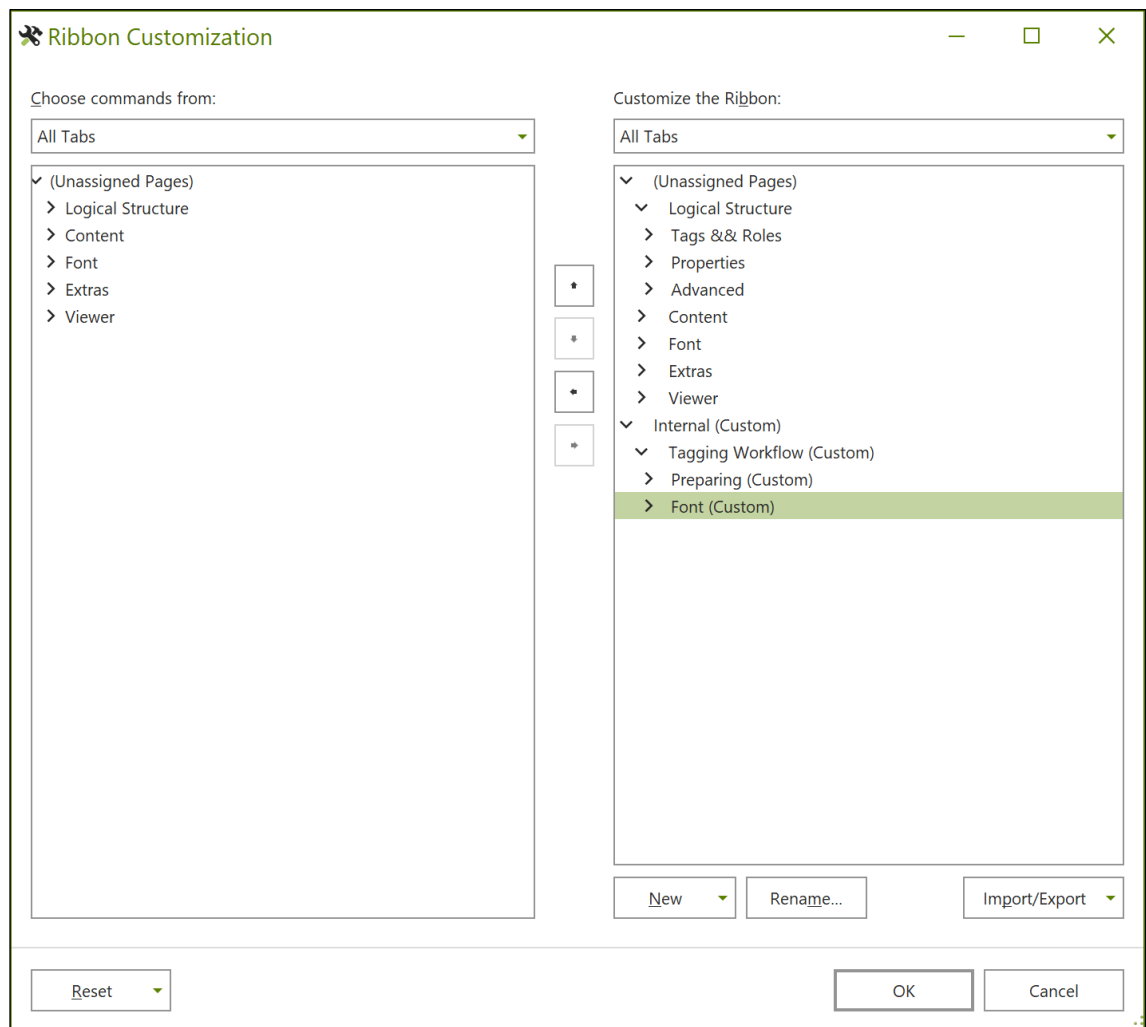 Ribbon Customization
Choose commands from:
All Tabs
(Unassigned Pages)
Logical Structure
Content
Font
Extras
Viewer
Customize the Ribbon:
All Tabs
(Unassigned Pages)
Logical Structure
Tags && Roles
Properties
Advanced
Content
Font
Extras
Viewer
Internal (Custom)
Tagging Workflow (Custom)
Preparing (Custom)
Font (Custom)
New
Rename...
Import/Export
Reset
OK
Cancel